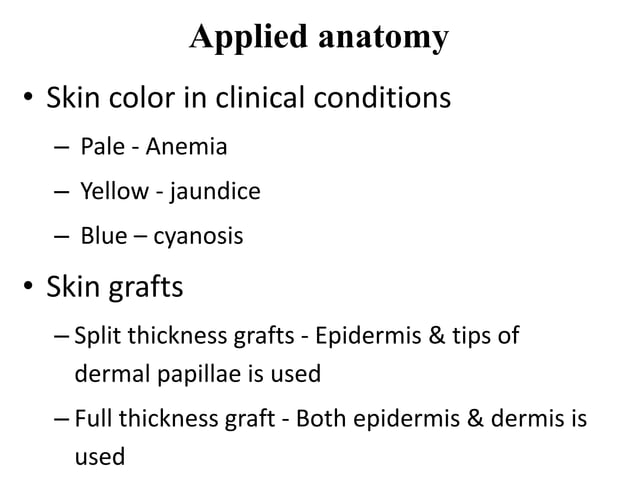 Applied anatomy
• Skin color in clinical conditions
– Pale - Anemia
– Yellow - jaundice
– Blue – cyanosis
• Skin grafts
– Split thickness grafts - Epidermis & tips of
dermal papillae is used
– Full thickness graft - Both epidermis & dermis is
used